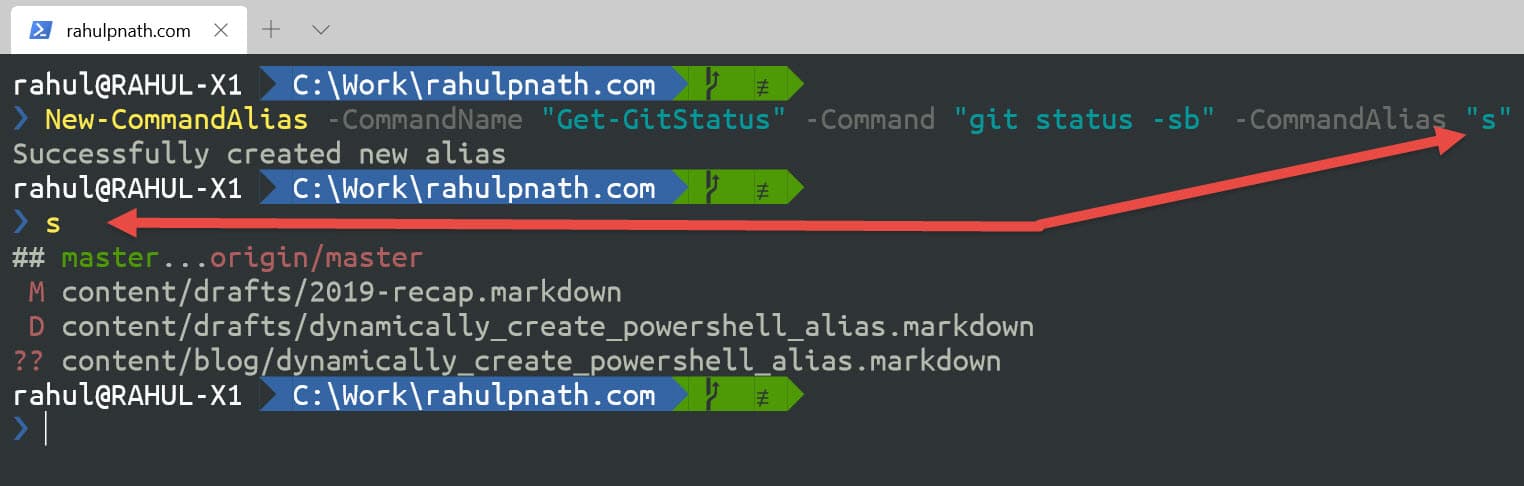 rahulpnath.com
rahul@RAHUL-X1 C:\Work\rahulpnath.com ≢
❯ New-CommandAlias -CommandName "Get-GitStatus" -Command "git status -sb" -CommandAlias "s"
Successfully created new alias
rahul@RAHUL-X1 C:\Work\rahulpnath.com ≢
❯ s
## master...origin/master
 M content/drafts/2019-recap.markdown
 D content/drafts/dynamically_create_powershell_alias.markdown
?? content/blog/dynamically_create_powershell_alias.markdown
rahul@RAHUL-X1 C:\Work\rahulpnath.com ≢
❯